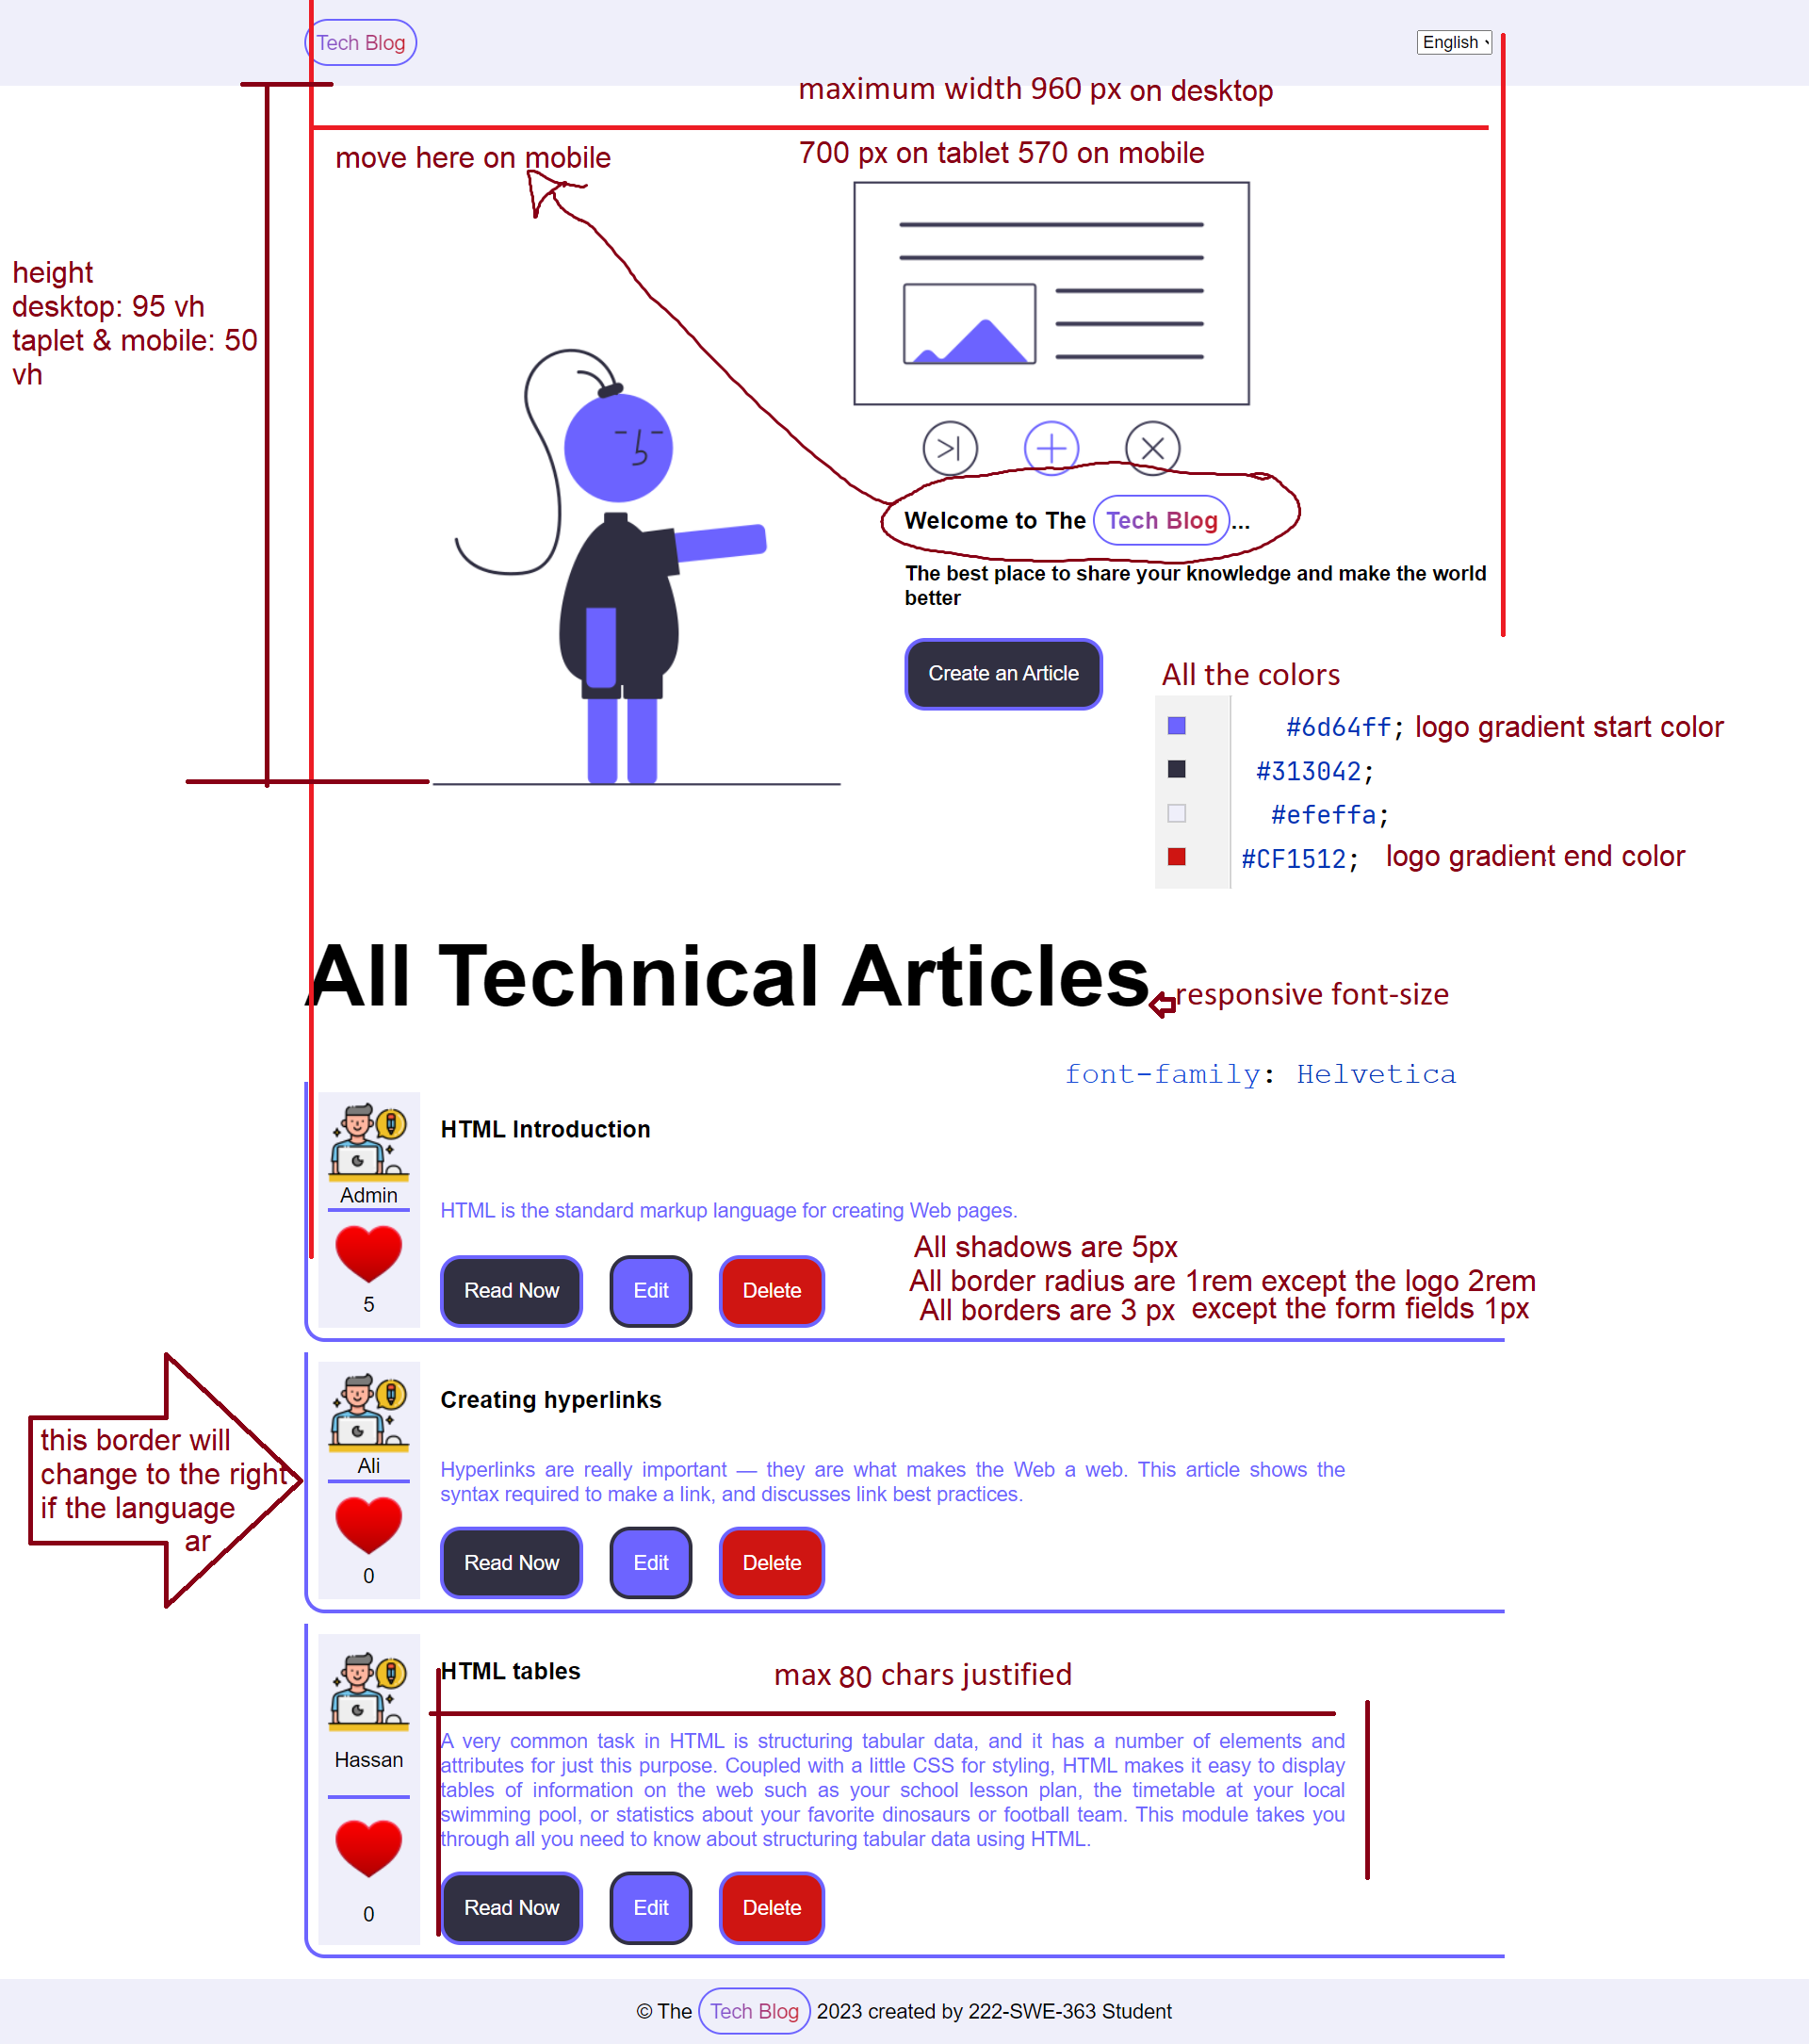 Tech Blog
English
maximum width 960 px on desktop
move here on mobile
700 px on tablet 570 on mobile
height
desktop: 95 vh
taplet & mobile: 50
vh
Welcome to The Tech Blog...
The best place to share your knowledge and make the world
better
Create an Article
All the colors
#6d64ff; logo gradient start color
#313042;
#efeffa;
#CF1512; logo gradient end color
All Technical Articles
responsive font-size
font-family: Helvetica
HTML Introduction
Admin
HTML is the standard markup language for creating Web pages.
All shadows are 5px
All border radius are 1rem except the logo 2rem
All borders are 3 px except the form fields 1px
5
Read Now
Edit
Delete
this border will
change to the right
if the language
ar
Creating hyperlinks
Ali
Hyperlinks are really important — they are what makes the Web a web. This article shows the
syntax required to make a link, and discusses link best practices.
0
Read Now
Edit
Delete
HTML tables
max 80 chars justified
Hassan
A very common task in HTML is structuring tabular data, and it has a number of elements and
attributes for just this purpose. Coupled with a little CSS for styling, HTML makes it easy to display
tables of information on the web such as your school lesson plan, the timetable at your local
swimming pool, or statistics about your favorite dinosaurs or football team. This module takes you
through all you need to know about structuring tabular data using HTML.
0
Read Now
Edit
Delete
© The Tech Blog 2023 created by 222-SWE-363 Student